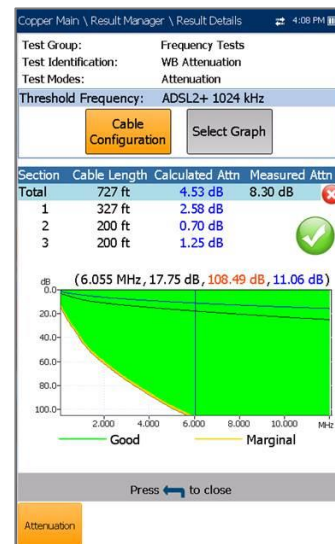 Copper Main \ Result Manager \ Result Details 4:08 PM
Test Group: Frequency Tests
Test Identification: WB Attenuation
Test Modes: Attenuation
Threshold Frequency: ADSL2+ 1024 kHz
Cable Configuration
Select Graph
Section Cable Length Calculated Attn Measured Attn
Total 727 ft 4.53 dB 8.30 dB
1 327 ft 2.58 dB
2 200 ft 0.70 dB
3 200 ft 1.25 dB
(6.055 MHz, 17.75 dB, 108.49 dB, 11.06 dB)
dB
0.0
20.0
40.0
60.0
80.0
100.0
2.000 4.000 6.000 8.000 10.000 MHz
Good Marginal
Press to close
Attenuation